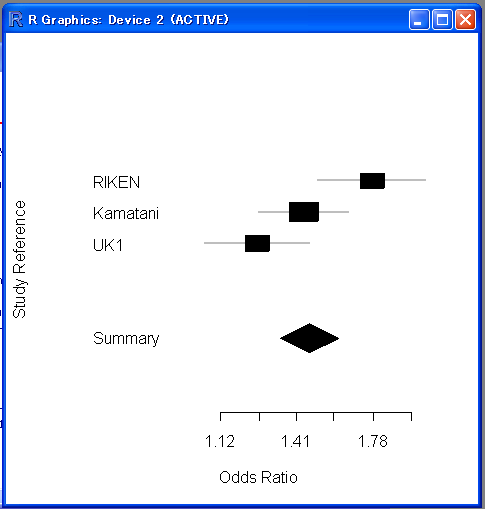 R Graphics: Device 2 (ACTIVE)
RIKEN
Kamatani
UK1
Study Reference
Summary
1.12 1.41 1.78
Odds Ratio